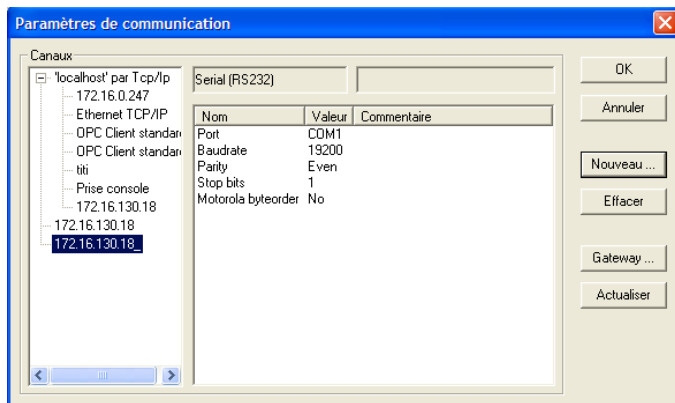 Paramètres de communication
Canaux
'localhost' par Tcp/Ip
172.16.0.247
Ethernet TCP/IP
OPC Client standar
OPC Client standar
titi
Prise console
172.16.130.18
172.16.130.18
172.16.130.18_
Serial (RS232)
Nom Valeur Commentaire
Port COM1
Baudrate 19200
Parity Even
Stop bits 1
Motorola byteorder No
OK
Annuler
Nouveau ...
Effacer
Gateway ...
Actualiser